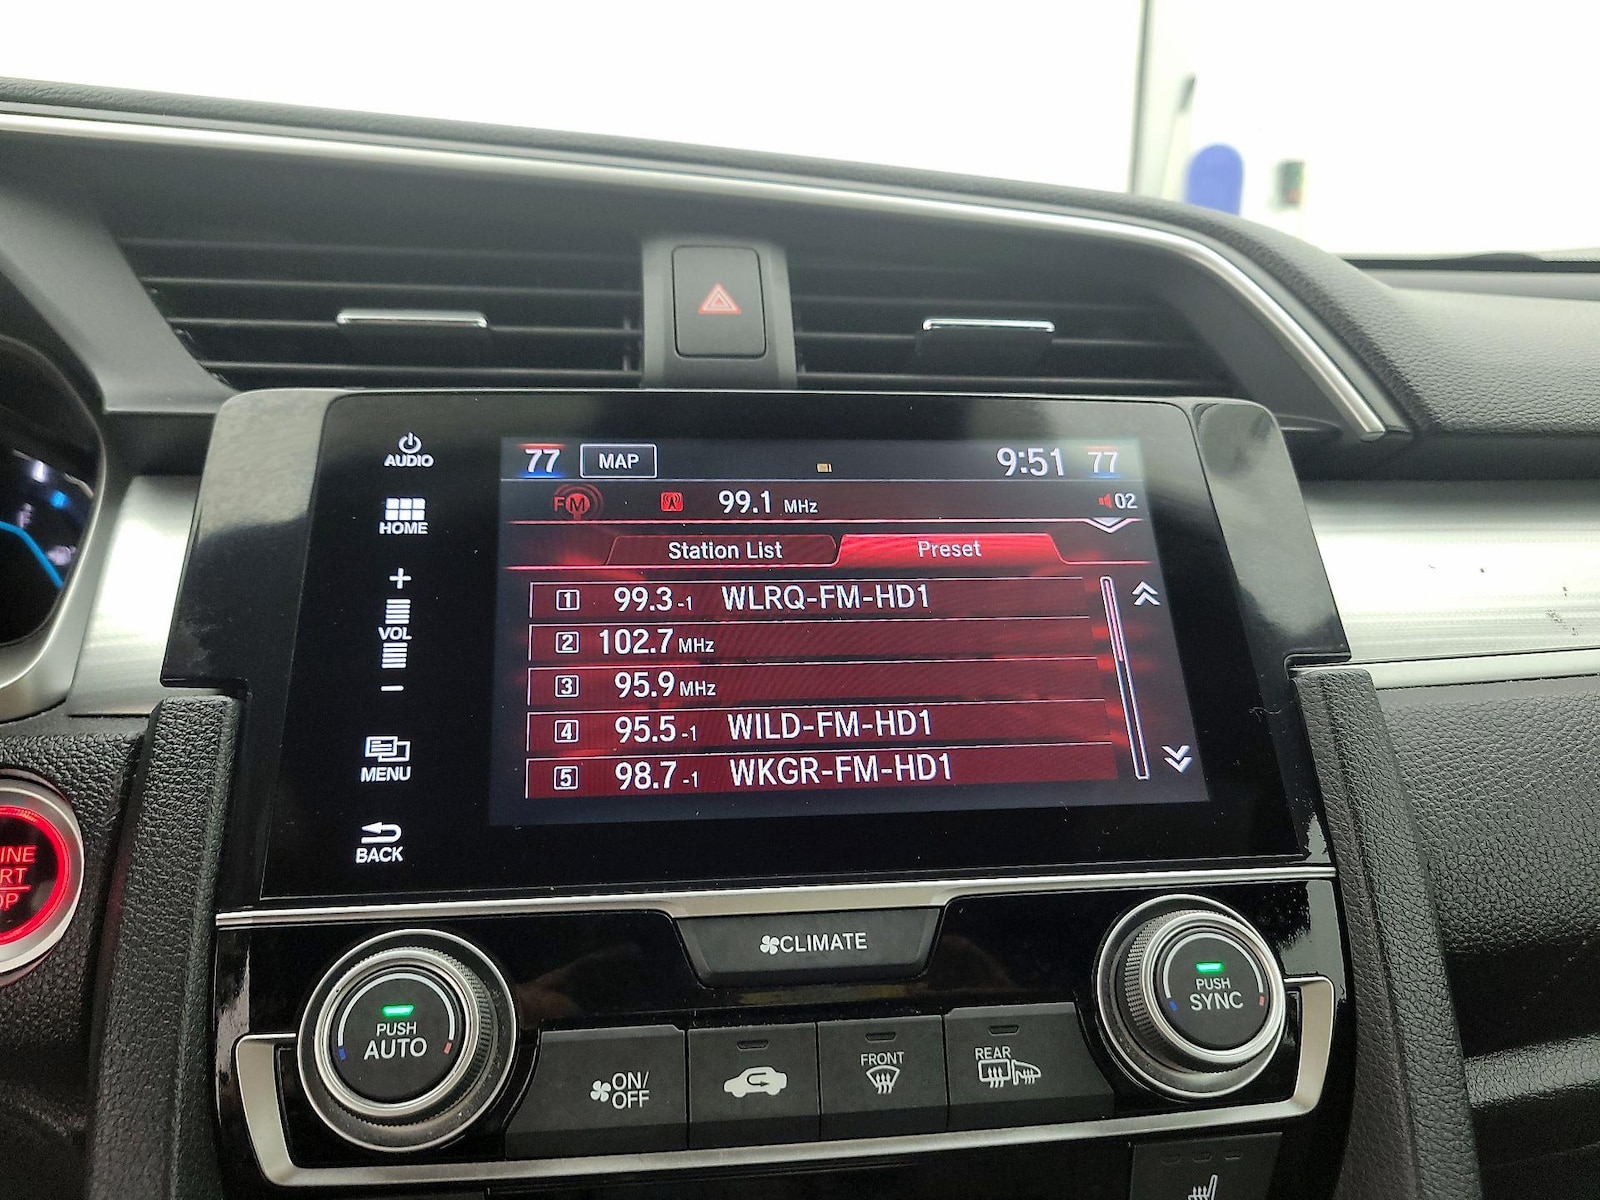 AUDIO
HOME
+
VOL
−
MENU
BACK
77 MAP 9:51 77
FM 99.1 MHz 02
Station List Preset
1 99.3-1 WLRQ-FM-HD1
2 102.7 MHz
3 95.9 MHz
4 95.5-1 WILD-FM-HD1
5 98.7-1 WKGR-FM-HD1
CLIMATE
PUSH
AUTO
ON/
OFF
FRONT
REAR
PUSH
SYNC